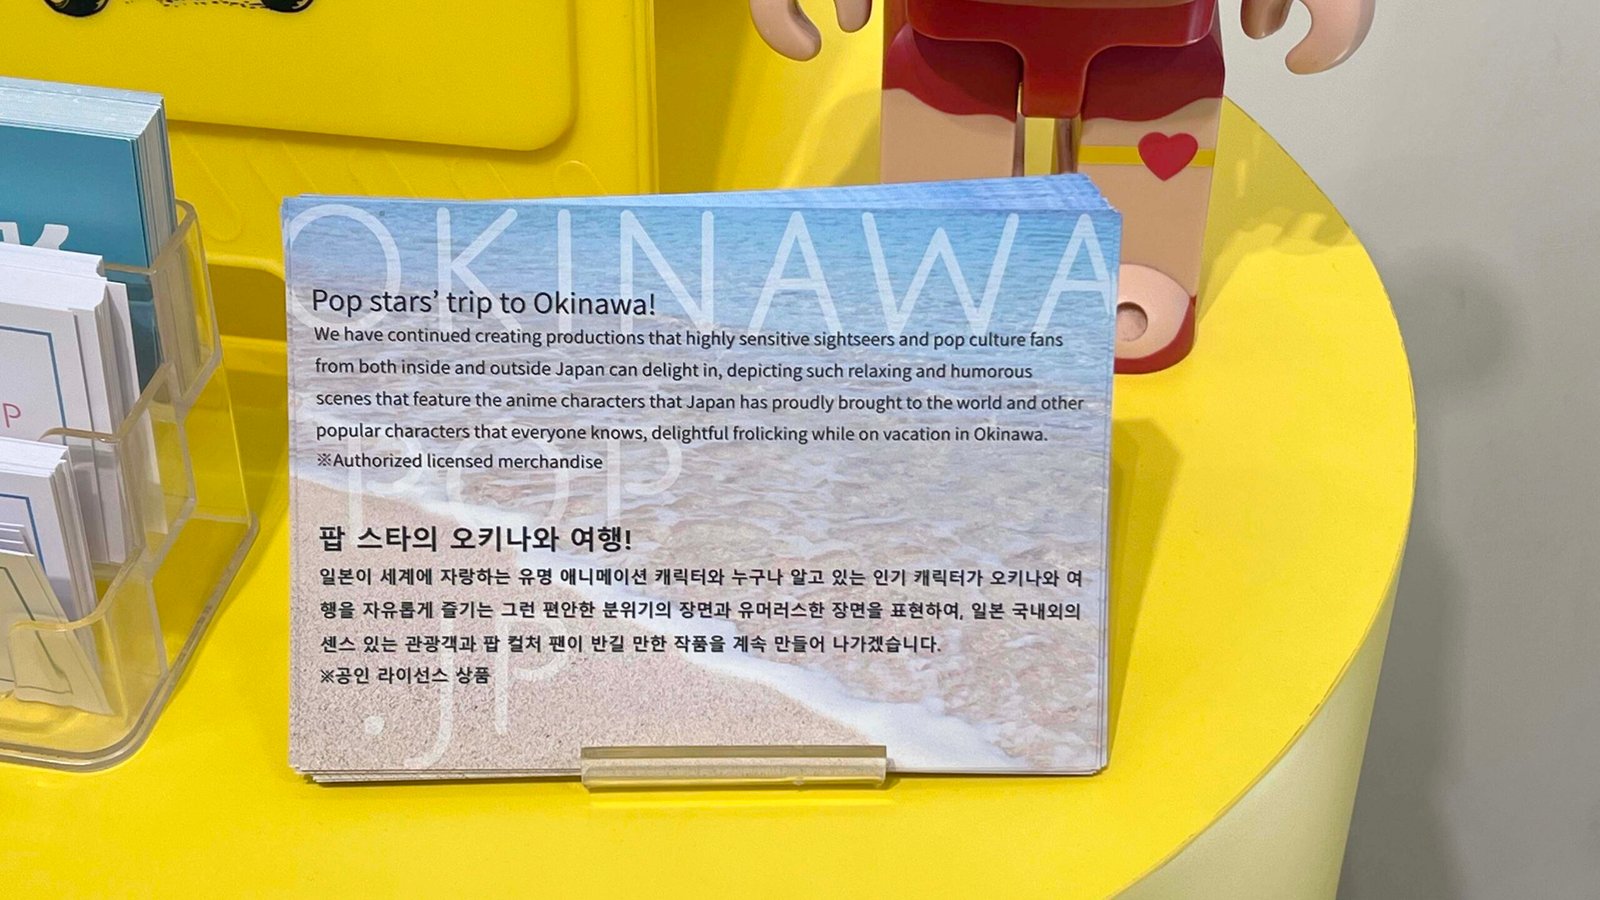 OKINAWA
Pop stars' trip to Okinawa!
We have continued creating productions that highly sensitive sightseers and pop culture fans
from both inside and outside Japan can delight in, depicting such relaxing and humorous
scenes that feature the anime characters that Japan has proudly brought to the world and other
popular characters that everyone knows, delightful frolicking while on vacation in Okinawa.
※Authorized licensed merchandise
POP
팝 스타의 오키나와 여행!
일본이 세계에 자랑하는 유명 애니메이션 캐릭터와 누구나 알고 있는 인기 캐릭터가 오키나와 여
행을 자유롭게 즐기는 그런 편안한 분위기의 장면과 유머러스한 장면을 표현하여, 일본 국내외의
센스 있는 관광객과 팝 컬처 팬이 반길 만한 작품을 계속 만들어 나가겠습니다.
※공인 라이선스 상품
.JP